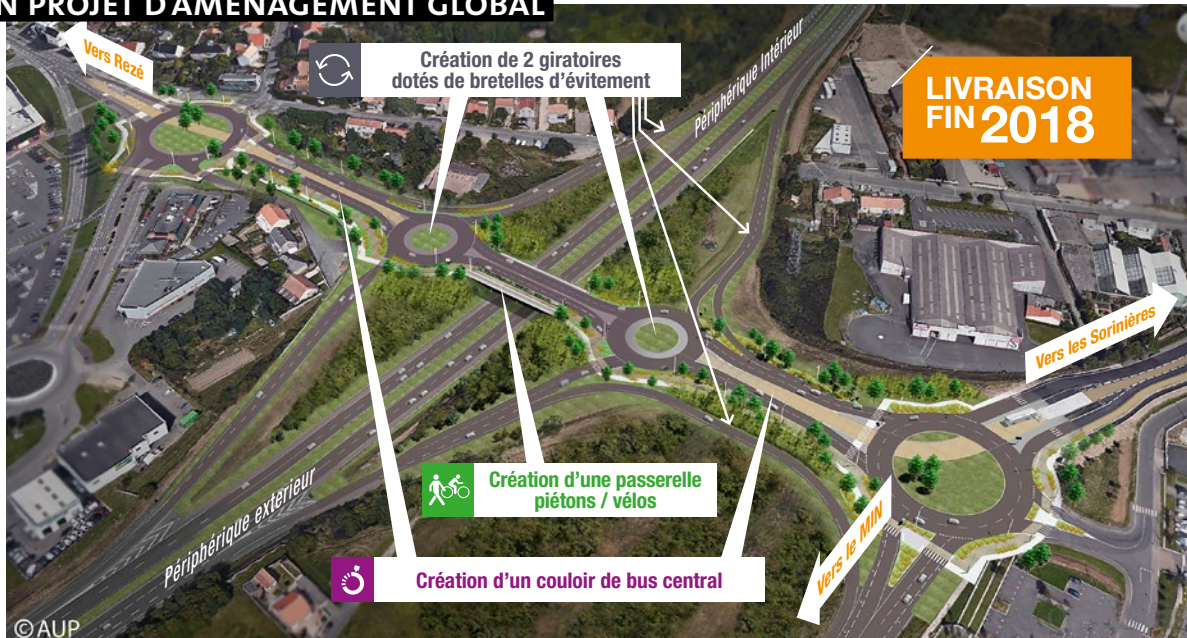 N PROJET D'AMÉNAGEMENT GLOBAL
Vers Rezé
Création de 2 giratoires
dotés de bretelles d'évitement
Périphérique Intérieur
LIVRAISON
FIN 2018
Vers les Sorinières
Création d'une passerelle
piétons / vélos
Périphérique extérieur
Vers le MIN
Création d'un couloir de bus central
© AUP